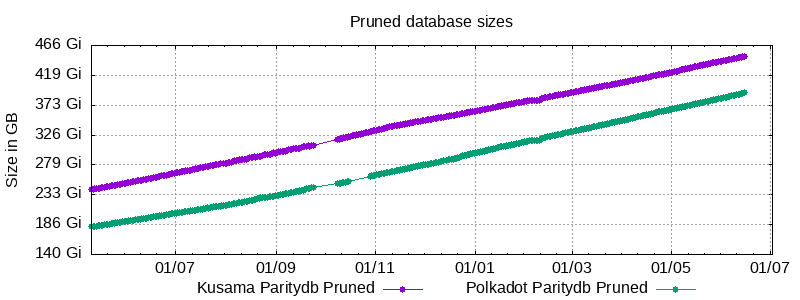 Pruned database sizes
466 Gi
419 Gi
373 Gi
326 Gi
279 Gi
233 Gi
186 Gi
140 Gi
Size in GB
01/07 01/09 01/11 01/01 01/03 01/05 01/07
Kusama Paritydb Pruned Polkadot Paritydb Pruned